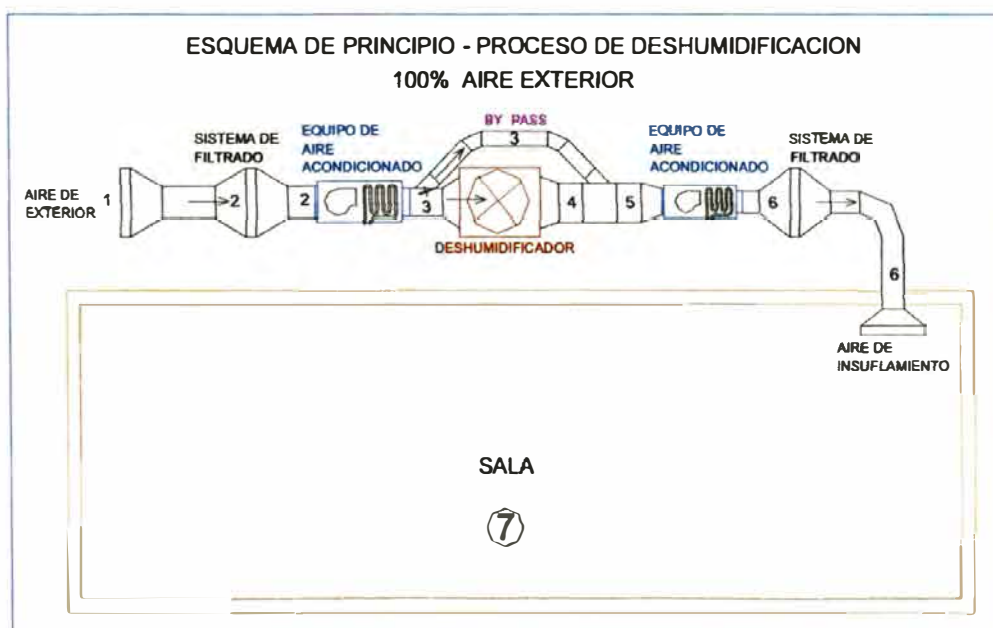 ESQUEMA DE PRINCIPIO - PROCESO DE DESHUMIDIFICACION
100% AIRE EXTERIOR
SISTEMA DE
FILTRADO
EQUIPO DE
AIRE
ACONDICIONADO
BY PASS
3
EQUIPO DE
AIRE
ACONDICIONADO
SISTEMA DE
FILTRADO
AIRE DE
EXTERIOR
1
2
2
3
4
5
6
DESHUMIDIFICADOR
6
AIRE DE
INSUFLAMIENTO
SALA
7